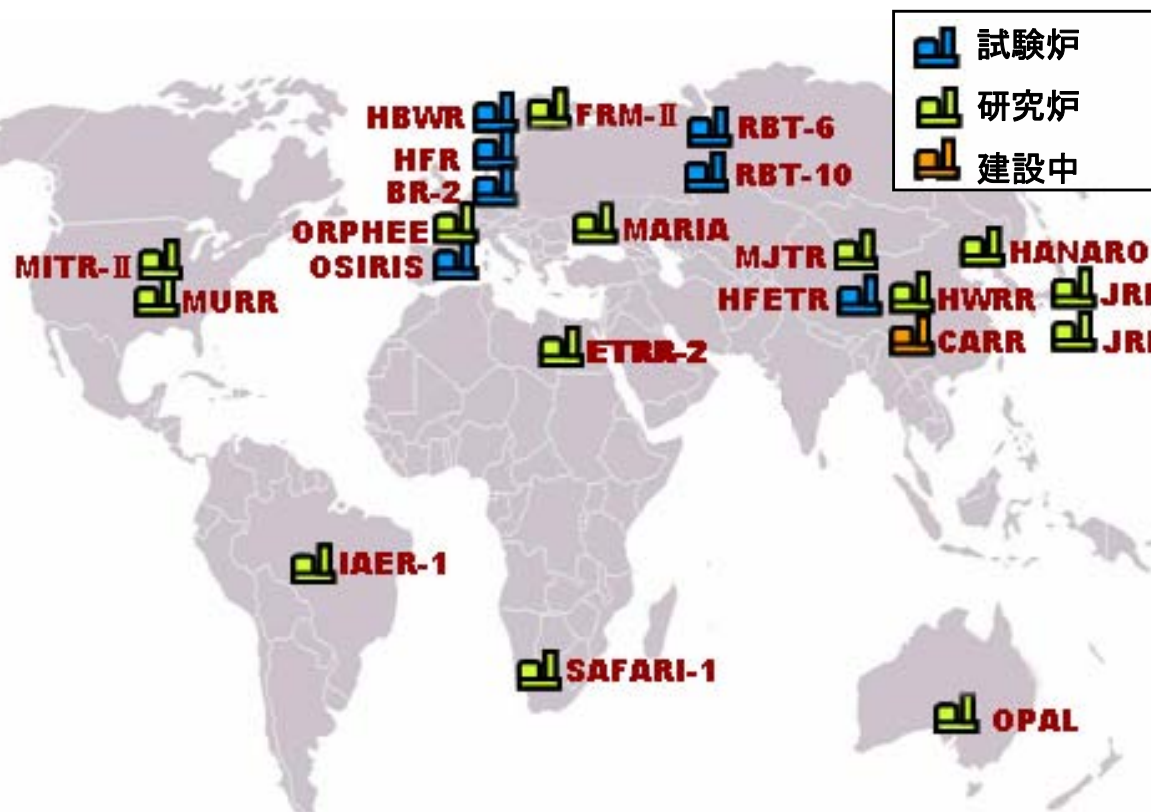 試験炉
研究炉
建設中
HBWR
FRM-Ⅱ
RBT-6
HFR
RBT-10
BR-2
ORPHEE
MARIA
MITR-Ⅱ
OSIRIS
MJTR
HANARO
MURR
HFETR
HWRR
ETRR-2
CARR
IAER-1
SAFARI-1
OPAL